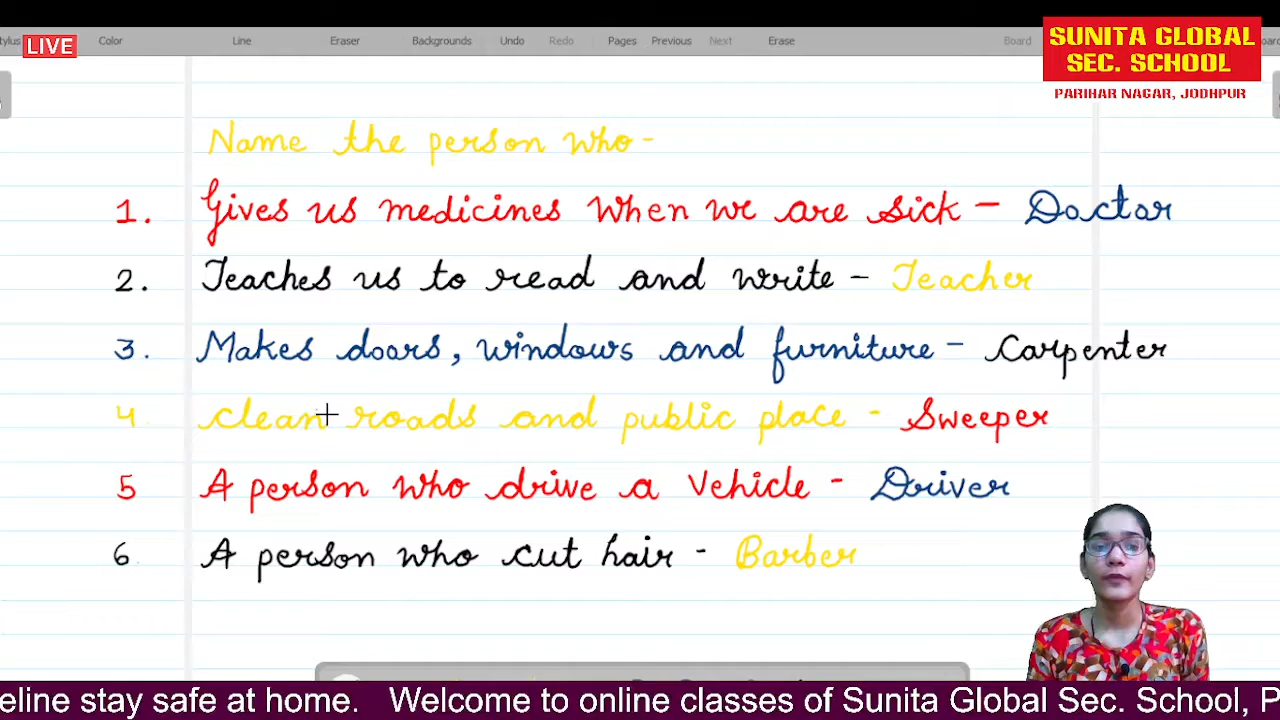 LIVE
Color Line Eraser Backgrounds Undo Redo Pages Previous Next Erase Board
SUNITA GLOBAL
SEC. SCHOOL
PARIHAR NAGAR, JODHPUR
Name the person who-
1. Gives us medicines when we are sick - Doctor
2. Teaches us to read and write - Teacher
3. Makes doors, windows and furniture - Carpenter
4. clean roads and public place - Sweeper
5 A person who drive a Vehicle - Driver
6. A person who cut hair - Barber
eline stay safe at home. Welcome to online classes of Sunita Global Sec. School, P